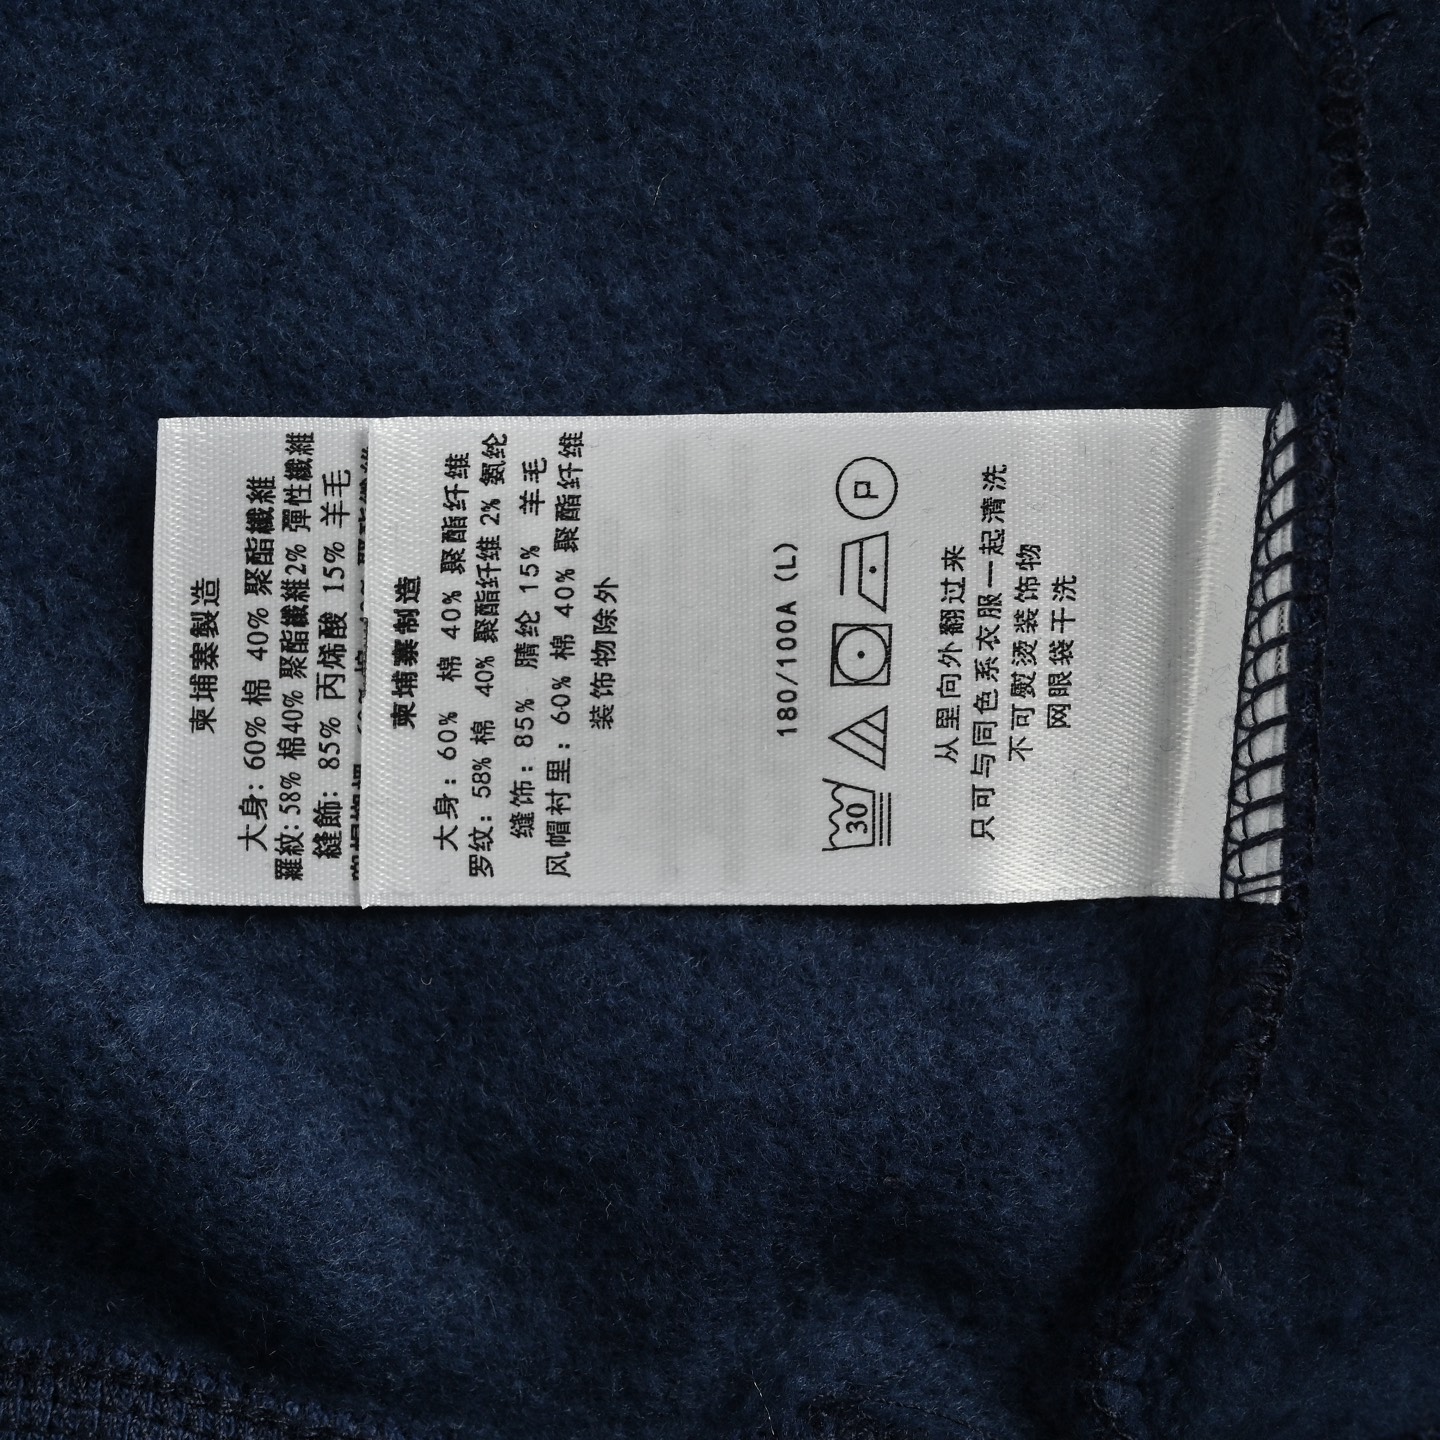 柬埔寨製造
大身: 60% 棉 40% 聚酯纖維
羅紋: 58% 棉40% 聚酯纖維2% 彈性纖維
縫飾: 85% 丙烯酸 15% 羊毛
柬埔寨制造
大身: 60% 棉 40% 聚酯纤维
罗纹: 58% 棉 40% 聚酯纤维 2% 氨纶
缝饰: 85% 腈纶 15% 羊毛
风帽衬里: 60% 棉 40% 聚酯纤维
装饰物除外
180/100A (L)
30
P
从里向外翻过来
只可与同色系衣服一起清洗
不可熨烫装饰物
网眼袋干洗